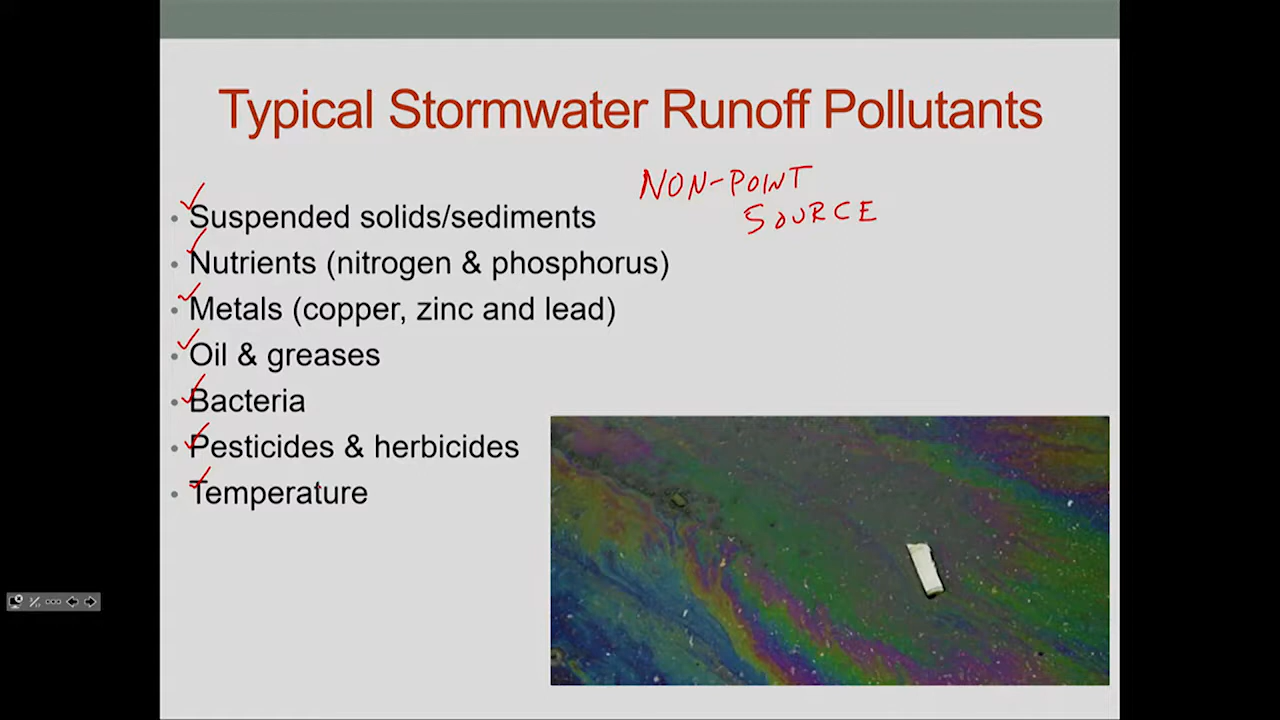 Typical Stormwater Runoff Pollutants
NON-POINT
SOURCE
• Suspended solids/sediments
• Nutrients (nitrogen & phosphorus)
• Metals (copper, zinc and lead)
• Oil & greases
• Bacteria
• Pesticides & herbicides
• Temperature